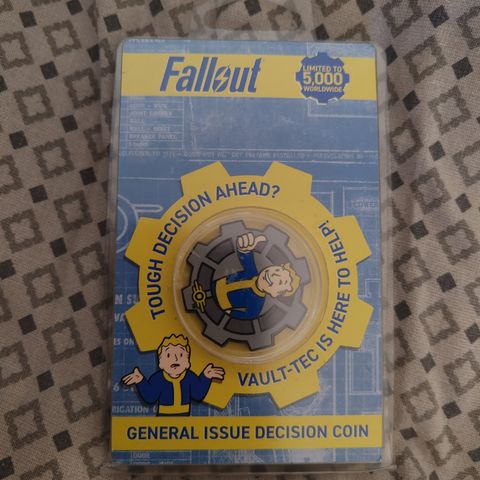 Fallout
LIMITED TO
5,000
WORLDWIDE
TOUGH DECISION AHEAD?
VAULT-TEC IS HERE TO HELP!
GENERAL ISSUE DECISION COIN